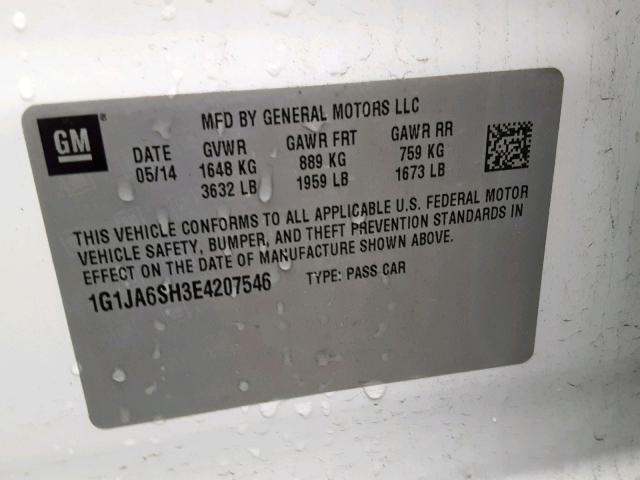 GM ®
MFD BY GENERAL MOTORS LLC
DATE GVWR GAWR FRT GAWR RR
05/14 1648 KG 889 KG 759 KG
3632 LB 1959 LB 1673 LB
THIS VEHICLE CONFORMS TO ALL APPLICABLE U.S. FEDERAL MOTOR
VEHICLE SAFETY, BUMPER, AND THEFT PREVENTION STANDARDS IN
EFFECT ON THE DATE OF MANUFACTURE SHOWN ABOVE.
1G1JA6SH3E4207546 TYPE: PASS CAR